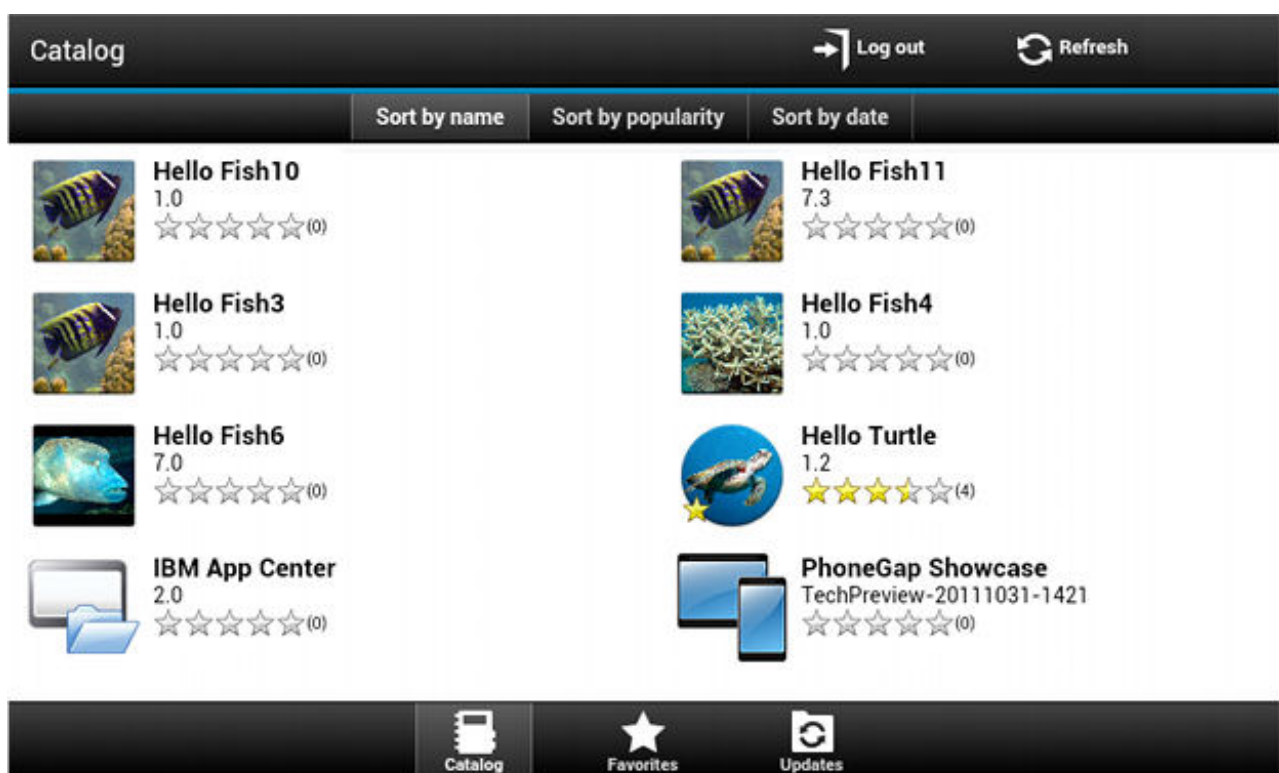 Catalog
Log out
Refresh
Sort by name
Sort by popularity
Sort by date
Hello Fish10
1.0
(0)
Hello Fish11
7.3
(0)
Hello Fish3
1.0
(0)
Hello Fish4
1.0
(0)
Hello Fish6
7.0
(0)
Hello Turtle
1.2
(4)
IBM App Center
2.0
(0)
PhoneGap Showcase
TechPreview-20111031-1421
(0)
Catalog
Favorites
Updates